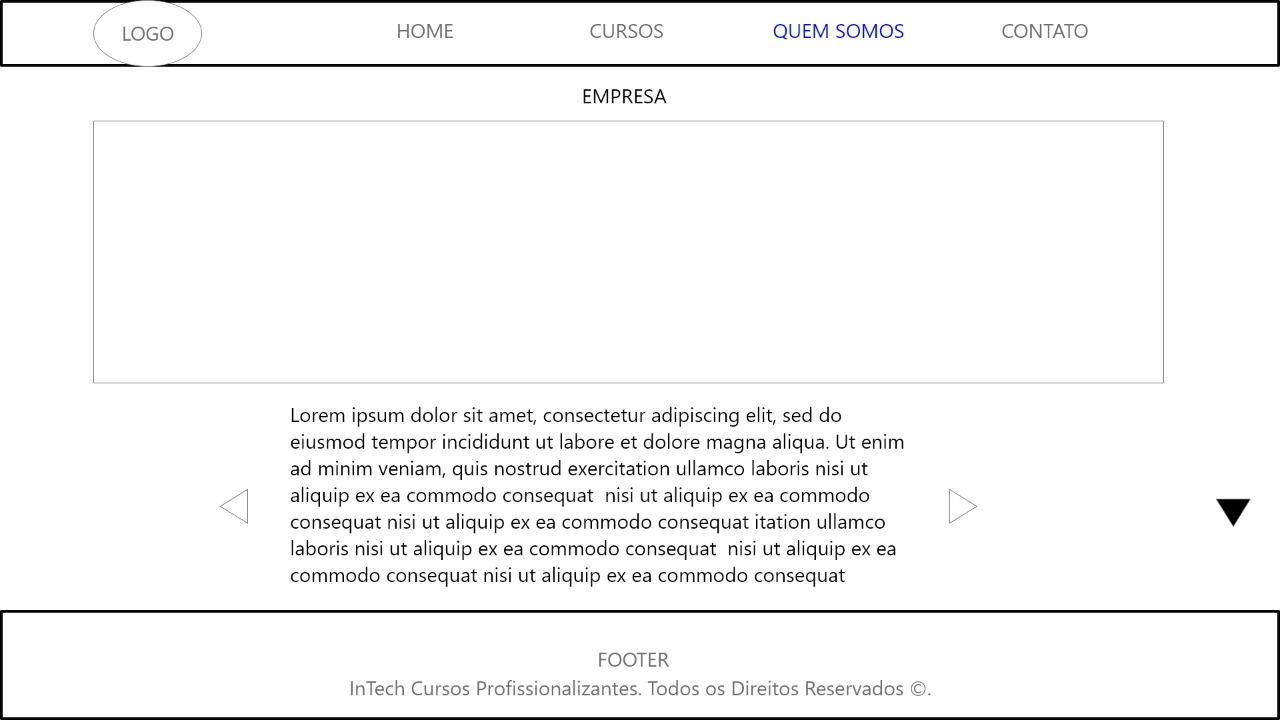 LOGO HOME CURSOS QUEM SOMOS CONTATO
EMPRESA
Lorem ipsum dolor sit amet, consectetur adipiscing elit, sed do
eiusmod tempor incididunt ut labore et dolore magna aliqua. Ut enim
ad minim veniam, quis nostrud exercitation ullamco laboris nisi ut
aliquip ex ea commodo consequat  nisi ut aliquip ex ea commodo
consequat nisi ut aliquip ex ea commodo consequat itation ullamco
laboris nisi ut aliquip ex ea commodo consequat  nisi ut aliquip ex ea
commodo consequat nisi ut aliquip ex ea commodo consequat
FOOTER
InTech Cursos Profissionalizantes. Todos os Direitos Reservados ©.